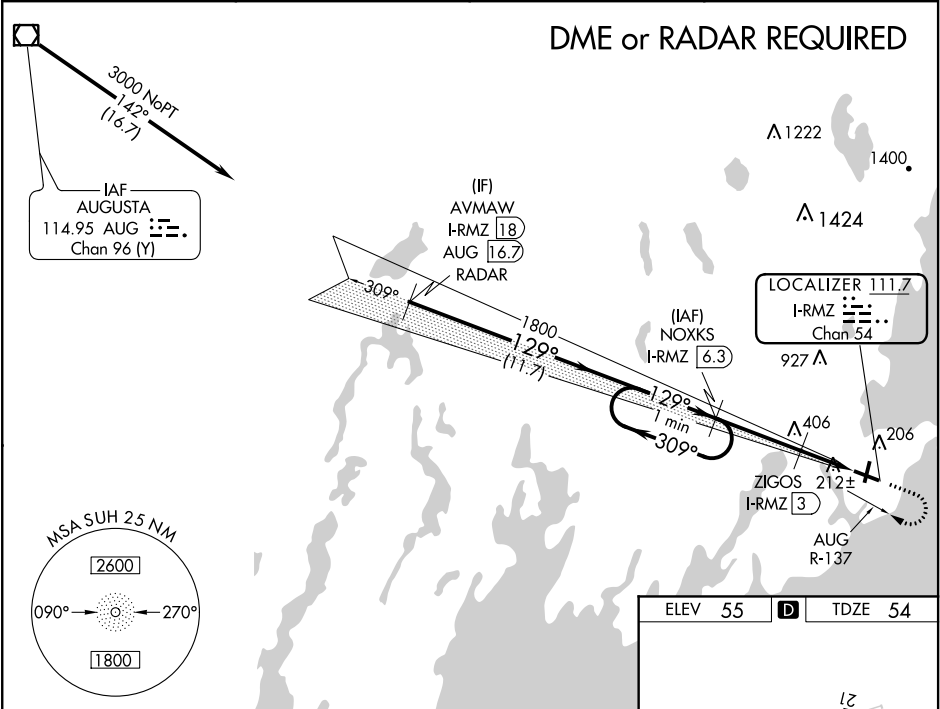 DME or RADAR REQUIRED
3000 NoPT
142°
(16.7)
IAF
AUGUSTA
114.95 AUG
Chan 96 (Y)
1222
1400
1424
(IF)
AVMAW
I-RMZ 18
AUG 16.7
RADAR
309°
1800
129°
(11.7)
(IAF)
NOXKS
I-RMZ 6.3
LOCALIZER 111.7
I-RMZ
Chan 54
927
129°
1 min
309°
406
206
ZIGOS 212±
I-RMZ 3
AUG
R-137
MSA SUH 25 NM
2600
090° 270°
1800
ELEV 55 D TDZE 54
21